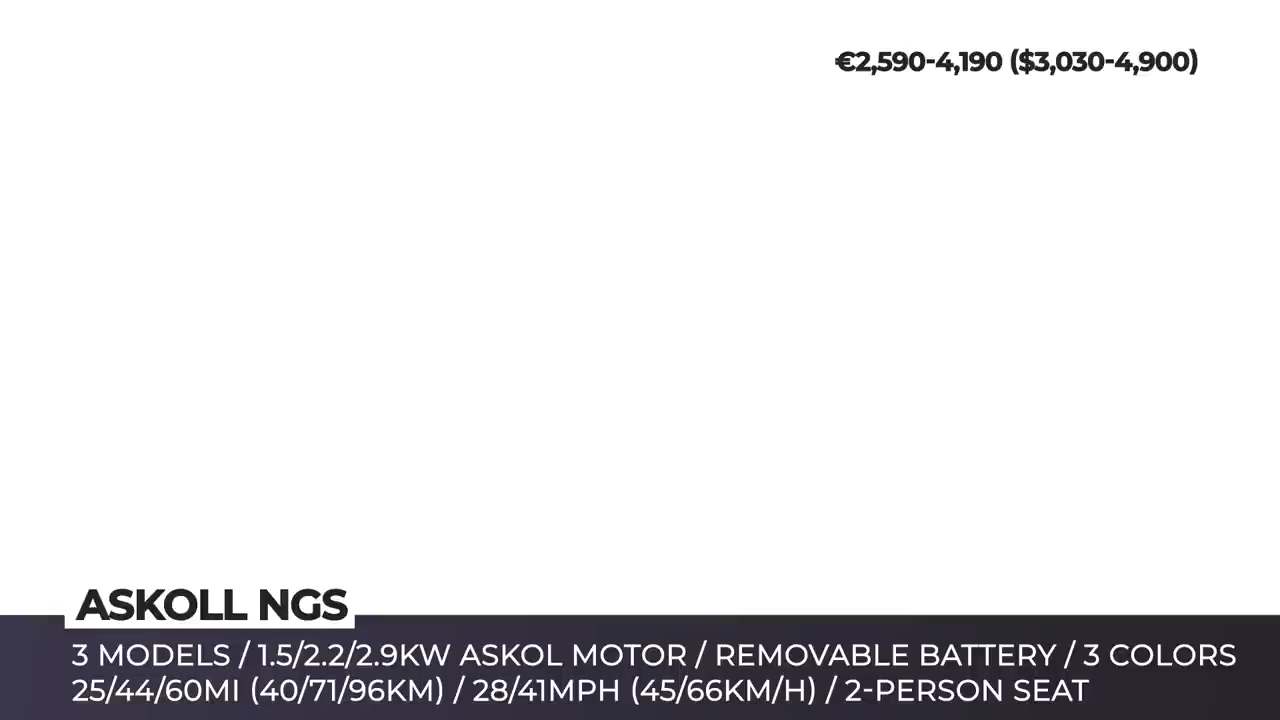 €2,590-4,190 ($3,030-4,900)
ASKOLL NGS
3 MODELS / 1.5/2.2/2.9KW ASKOL MOTOR / REMOVABLE BATTERY / 3 COLORS
25/44/60MI (40/71/96KM) / 28/41MPH (45/66KM/H) / 2-PERSON SEAT